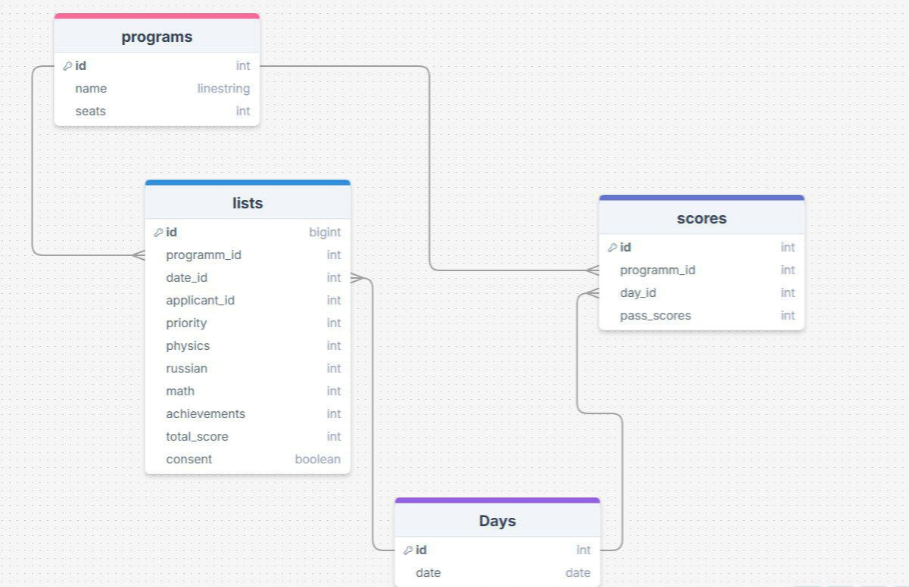 programs
id int
name linestring
seats int
lists
id bigint
programm_id int
date_id int
applicant_id int
priority int
physics int
russian int
math int
achievements int
total_score int
consent boolean
scores
id int
programm_id int
day_id int
pass_scores int
Days
id int
date date